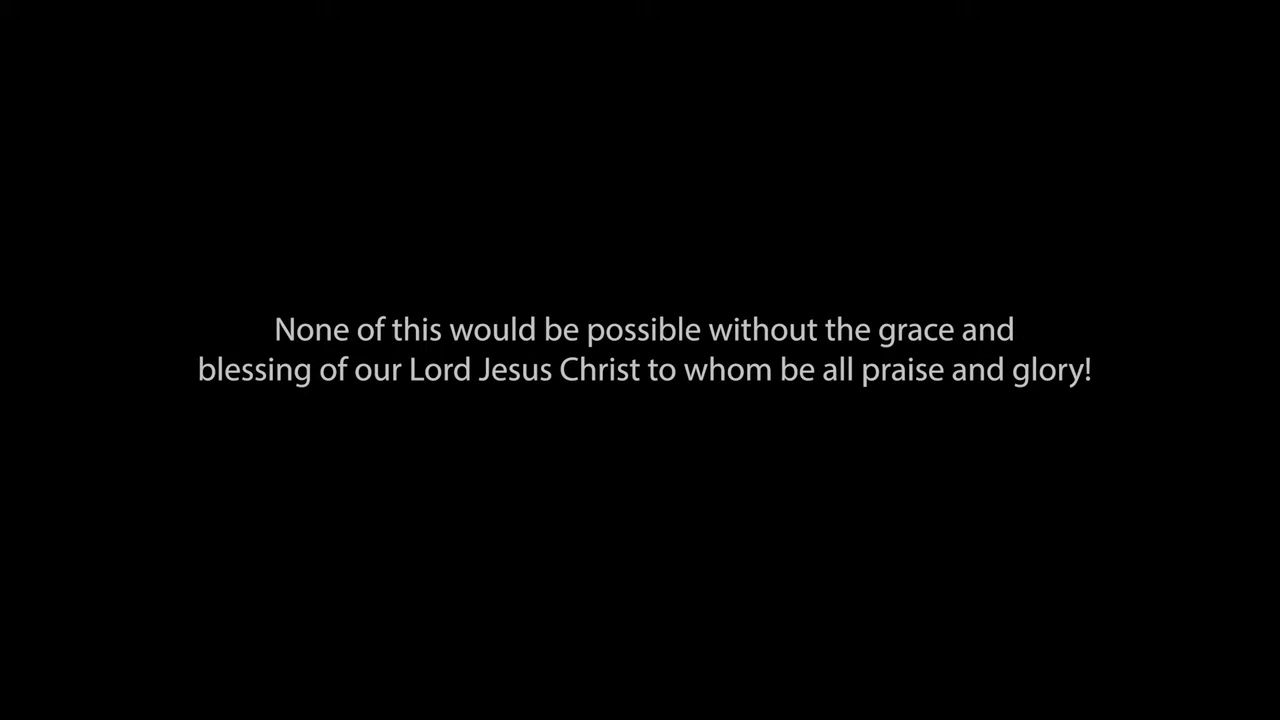 None of this would be possible without the grace and
blessing of our Lord Jesus Christ to whom be all praise and glory!